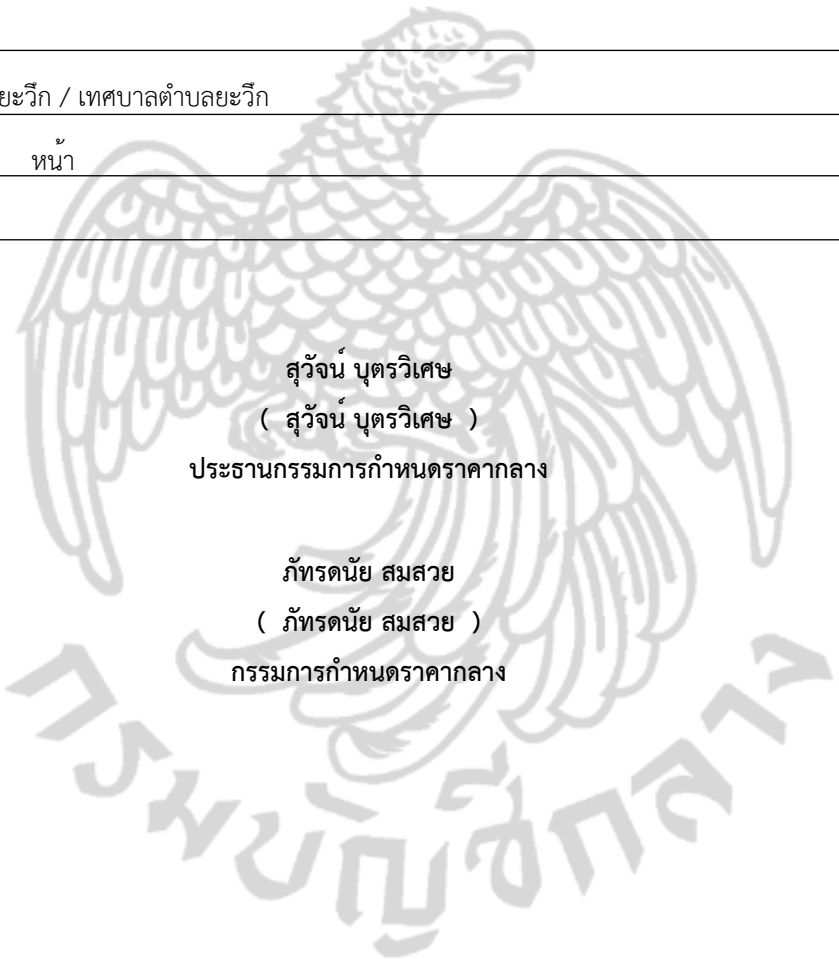 ยะวึก / เทศบาลตำบลยะวึก
หน้า
สุวัจน์ บุตรวิเศษ
( สุวัจน์ บุตรวิเศษ )
ประธานกรรมการกำหนดราคากลาง
ภัทรดนัย สมสวย
( ภัทรดนัย สมสวย )
กรรมการกำหนดราคากลาง
กรมบัญชีกลาง